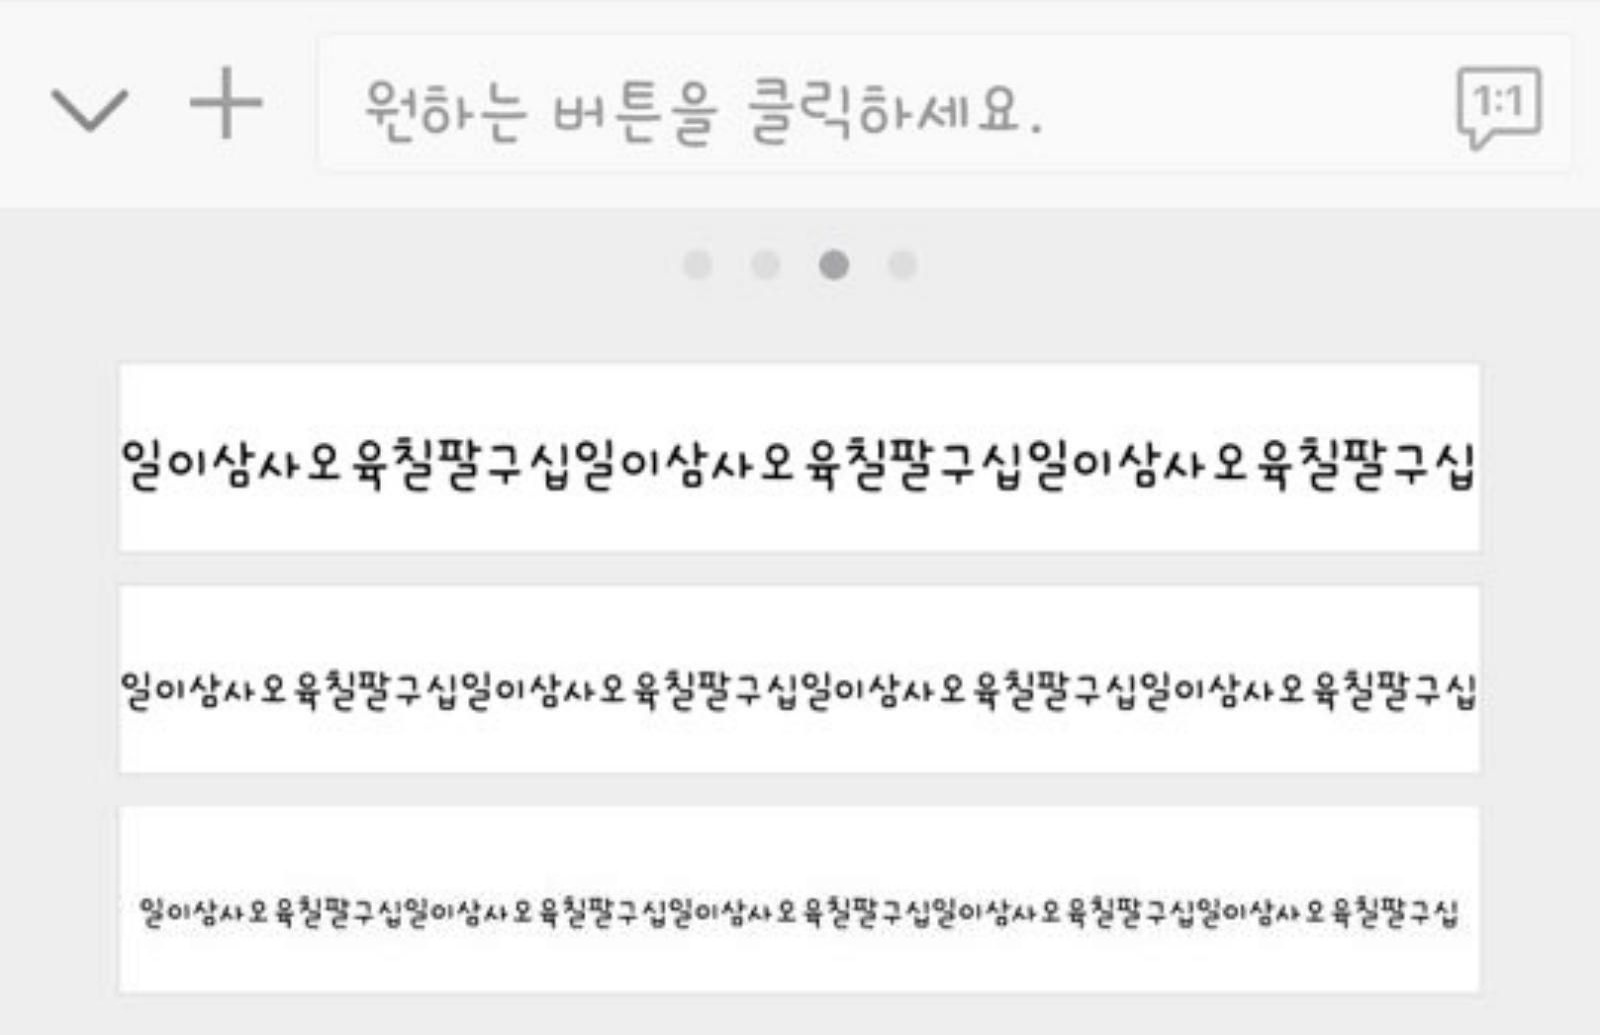 원하는 버튼을 클릭하세요.
1:1
일이삼사오육칠팔구십일이삼사오육칠팔구십일이삼사오육칠팔구십
일이삼사오육칠팔구십일이삼사오육칠팔구십일이삼사오육칠팔구십일이삼사오육칠팔구십
일이삼사오육칠팔구십일이삼사오육칠팔구십일이삼사오육칠팔구십일이삼사오육칠팔구십일이삼사오육칠팔구십